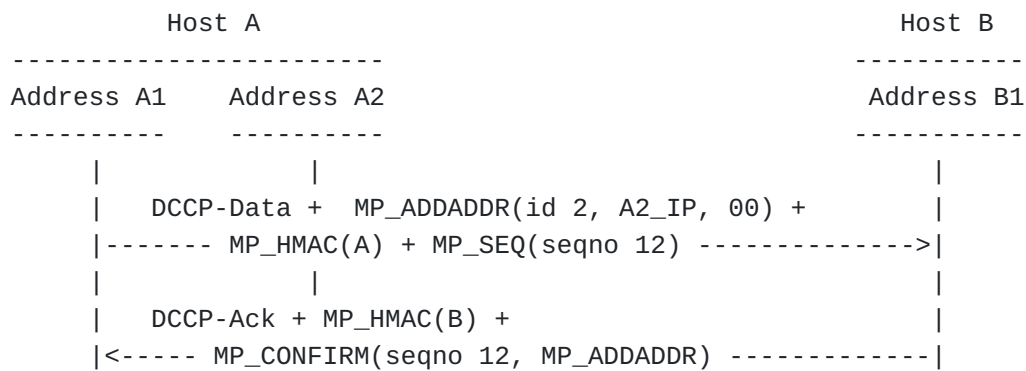 Host A                                         Host B
------------------------                              -----------
Address A1    Address A2                               Address B1
----------    ----------                              -----------
     |             |                                       |
     |   DCCP-Data +  MP_ADDADDR(id 2, A2_IP, 00) +        |
     |------- MP_HMAC(A) + MP_SEQ(seqno 12) -------------->|
     |             |                                       |
     |   DCCP-Ack + MP_HMAC(B) +                           |
     |<----- MP_CONFIRM(seqno 12, MP_ADDADDR) -------------|